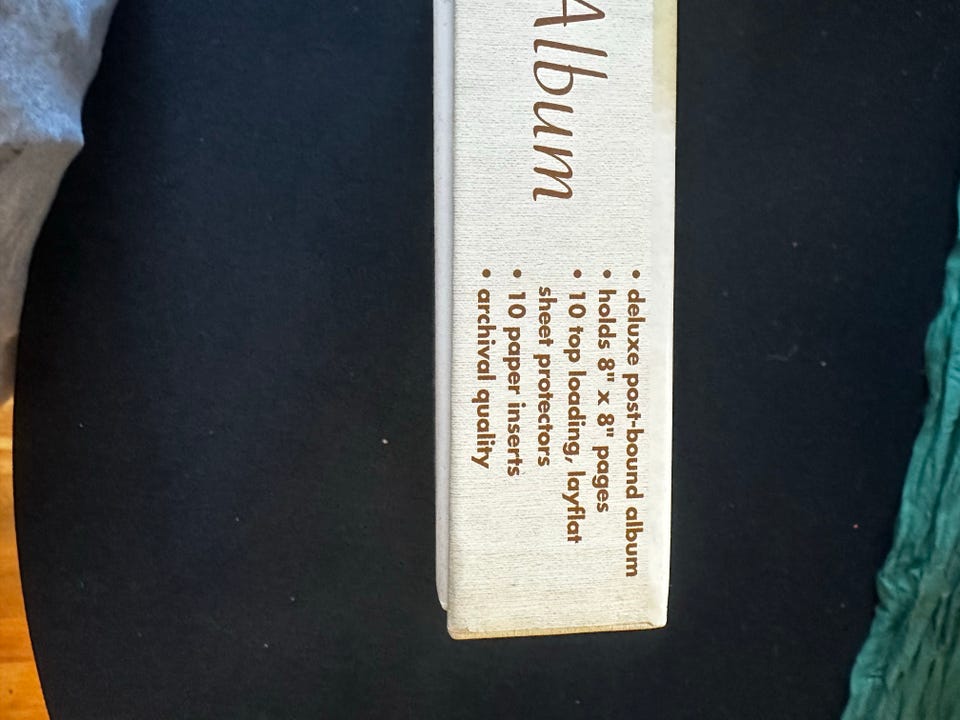 Album
• deluxe post-bound album
• holds 8" x 8" pages
• 10 top loading, layflat
sheet protectors
• 10 paper inserts
• archival quality